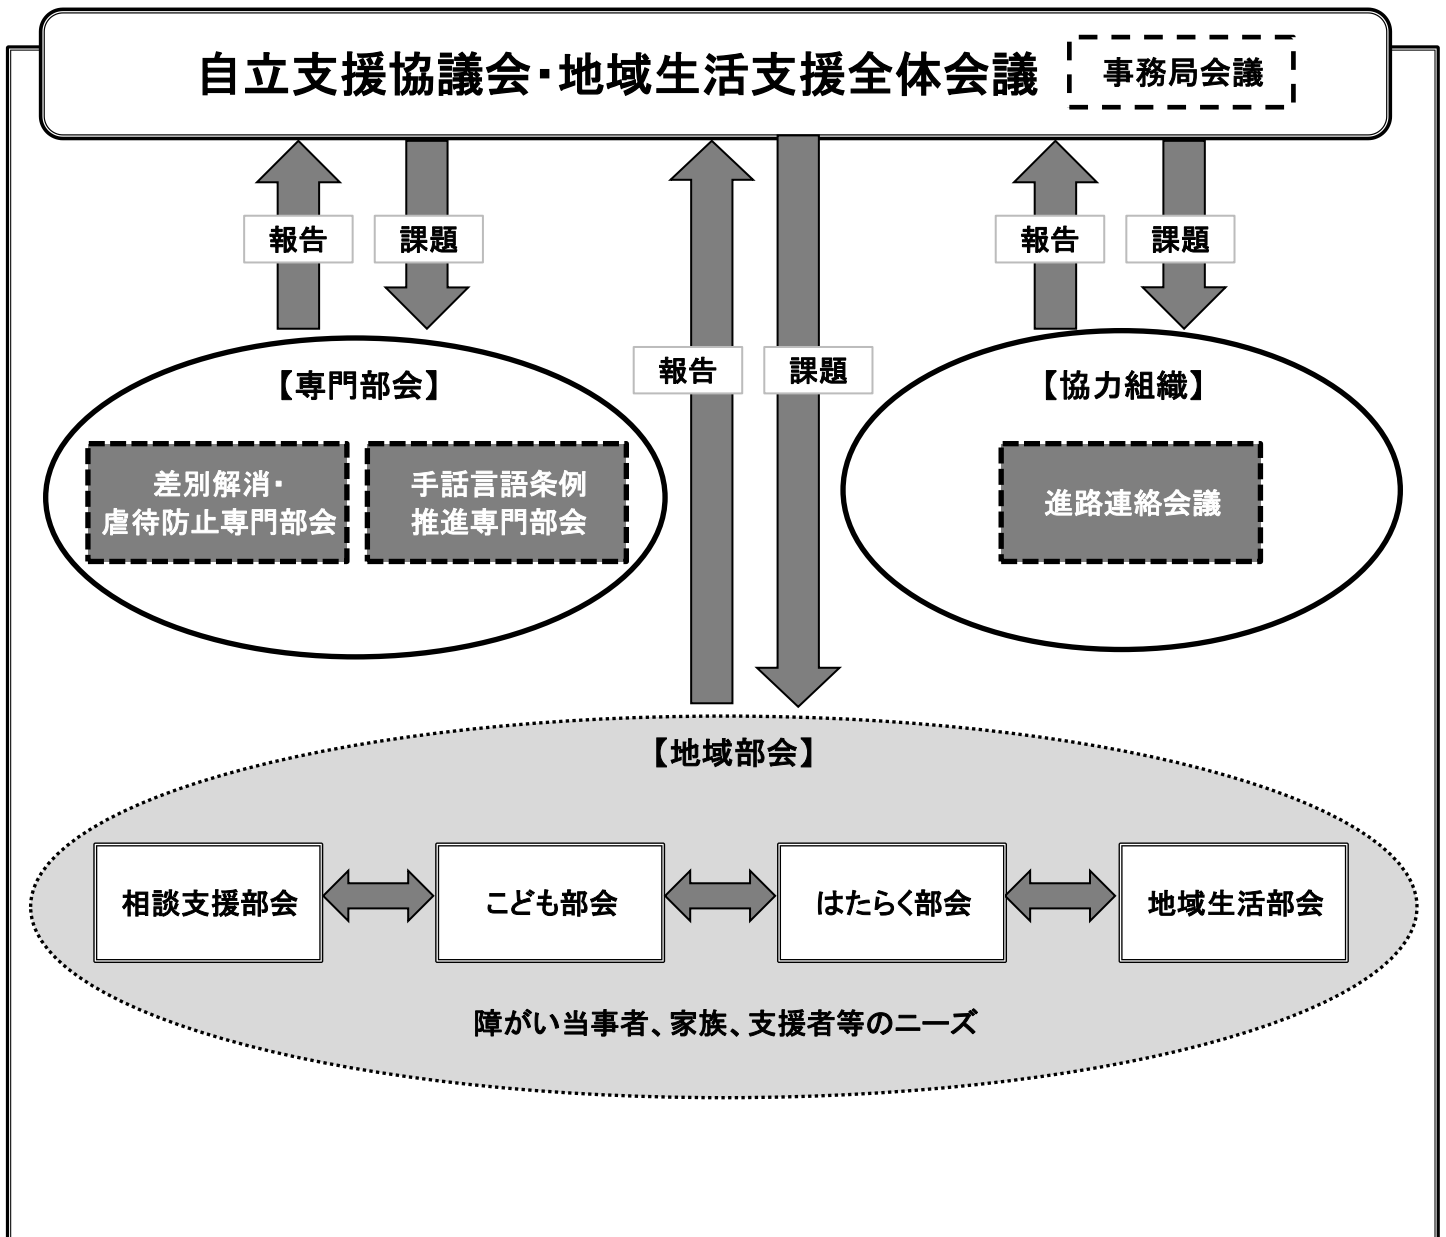 自立支援協議会・地域生活支援全体会議
事務局会議
報告
課題
報告
課題
報告
課題
【専門部会】
差別解消・
虐待防止専門部会
手話言語条例
推進専門部会
【協力組織】
進路連絡会議
【地域部会】
相談支援部会
こども部会
はたらく部会
地域生活部会
障がい当事者、家族、支援者等のニーズ